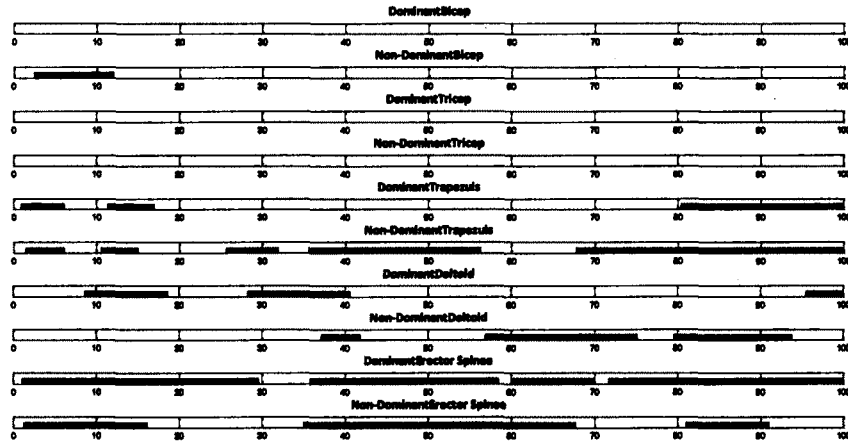 DominantBicep
0 10 20 30 40 50 60 70 80 90 100
Non-DominantBicep
0 10 20 30 40 50 60 70 80 90 100
DominantTricep
0 10 20 30 40 50 60 70 80 90 100
Non-DominantTricep
0 10 20 30 40 50 60 70 80 90 100
DominantTrapezuis
0 10 20 30 40 50 60 70 80 90 100
Non-DominantTrapezuis
0 10 20 30 40 50 60 70 80 90 100
DominantDeltoid
0 10 20 30 40 50 60 70 80 90 100
Non-DominantDeltoid
0 10 20 30 40 50 60 70 80 90 100
DominantErector Spinae
0 10 20 30 40 50 60 70 80 90 100
Non-DominantErector Spinae
0 10 20 30 40 50 60 70 80 90 100